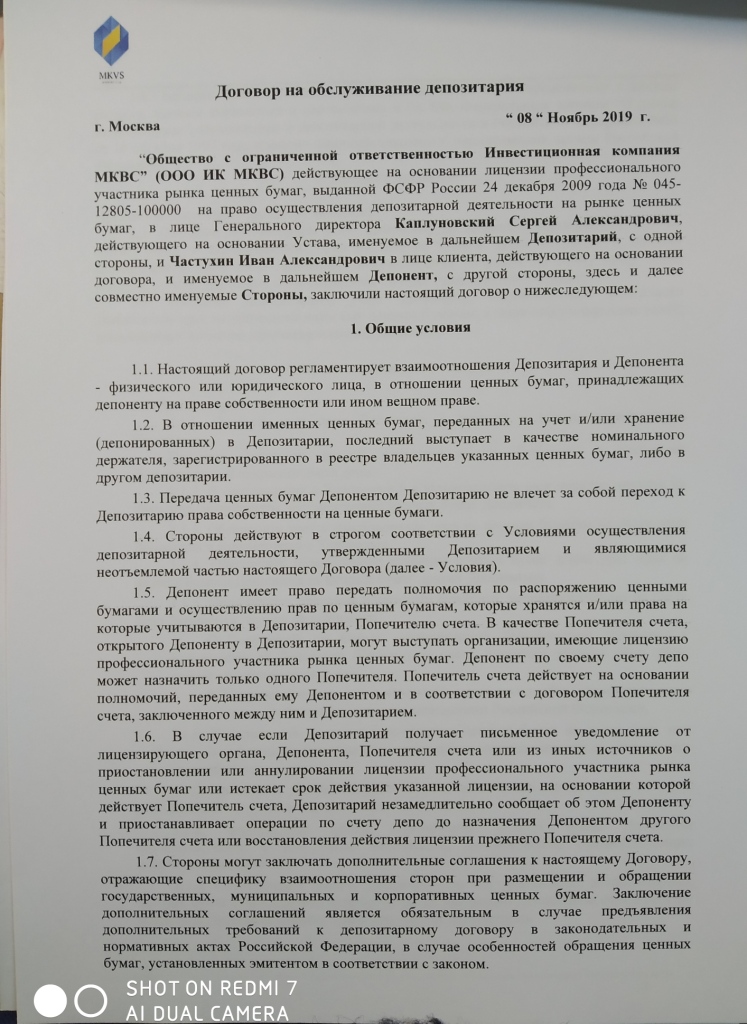 MKVS
Договор на обслуживание депозитария
г. Москва
“ 08 “ Ноябрь 2019 г.
“Общество с ограниченной ответственностью Инвестиционная компания
МКВС” (ООО ИК МКВС) действующее на основании лицензии профессионального
участника рынка ценных бумаг, выданной ФСФР России 24 декабря 2009 года № 045-
12805-100000 на право осуществления депозитарной деятельности на рынке ценных
бумаг, в лице Генерального директора Каплуновский Сергей Александрович,
действующего на основании Устава, именуемое в дальнейшем Депозитарий, с одной
стороны, и Частухин Иван Александрович в лице клиента, действующего на основании
договора, и именуемое в дальнейшем Депонент, с другой стороны, здесь и далее
совместно именуемые Стороны, заключили настоящий договор о нижеследующем:
1. Общие условия
1.1. Настоящий договор регламентирует взаимоотношения Депозитария и Депонента
- физического или юридического лица, в отношении ценных бумаг, принадлежащих
депоненту на праве собственности или ином вещном праве.
1.2. В отношении именных ценных бумаг, переданных на учет и/или хранение
(депонированных) в Депозитарии, последний выступает в качестве номинального
держателя, зарегистрированного в реестре владельцев указанных ценных бумаг, либо в
другом депозитарии.
1.3. Передача ценных бумаг Депонентом Депозитарию не влечет за собой переход к
Депозитарию права собственности на ценные бумаги.
1.4. Стороны действуют в строгом соответствии с Условиями осуществления
депозитарной деятельности, утвержденными Депозитарием и являющимися
неотъемлемой частью настоящего Договора (далее - Условия).
1.5. Депонент имеет право передать полномочия по распоряжению ценными
бумагами и осуществлению прав по ценным бумагам, которые хранятся и/или права на
которые учитываются в Депозитарии, Попечителю счета. В качестве Попечителя счета,
открытого Депоненту в Депозитарии, могут выступать организации, имеющие лицензию
профессионального участника рынка ценных бумаг. Депонент по своему счету депо
может назначить только одного Попечителя. Попечитель счета действует на основании
полномочий, переданных ему Депонентом и в соответствии с договором Попечителя
счета, заключенного между ним и Депозитарием.
1.6. В случае если Депозитарий получает письменное уведомление от
лицензирующего органа, Депонента, Попечителя счета или из иных источников о
приостановлении или аннулировании лицензии профессионального участника рынка
ценных бумаг или истекает срок действия указанной лицензии, на основании которой
действует Попечитель счета, Депозитарий незамедлительно сообщает об этом Депоненту
и приостанавливает операции по счету депо до назначения Депонентом другого
Попечителя счета или восстановления действия лицензии прежнего Попечителя счета.
1.7. Стороны могут заключать дополнительные соглашения к настоящему Договору,
отражающие специфику взаимоотношения сторон при размещении и обращении
государственных, муниципальных и корпоративных ценных бумаг. Заключение
дополнительных соглашений является обязательным в случае предъявления
дополнительных требований к депозитарному договору в законодательных и
нормативных актах Российской Федерации, в случае особенностей обращения ценных
бумаг, установленных эмитентом в соответствии с законом.
SHOT ON REDMI 7
AI DUAL CAMERA